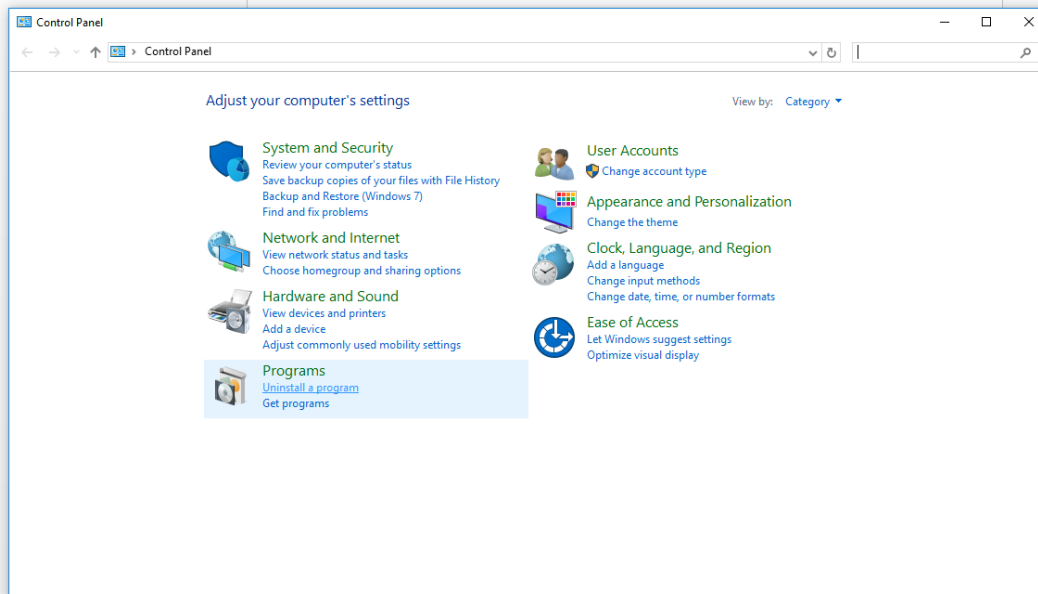 Control Panel
Control Panel
Adjust your computer's settings
View by: Category
System and Security
Review your computer's status
Save backup copies of your files with File History
Backup and Restore (Windows 7)
Find and fix problems
Network and Internet
View network status and tasks
Choose homegroup and sharing options
Hardware and Sound
View devices and printers
Add a device
Adjust commonly used mobility settings
Programs
Uninstall a program
Get programs
User Accounts
Change account type
Appearance and Personalization
Change the theme
Clock, Language, and Region
Add a language
Change input methods
Change date, time, or number formats
Ease of Access
Let Windows suggest settings
Optimize visual display